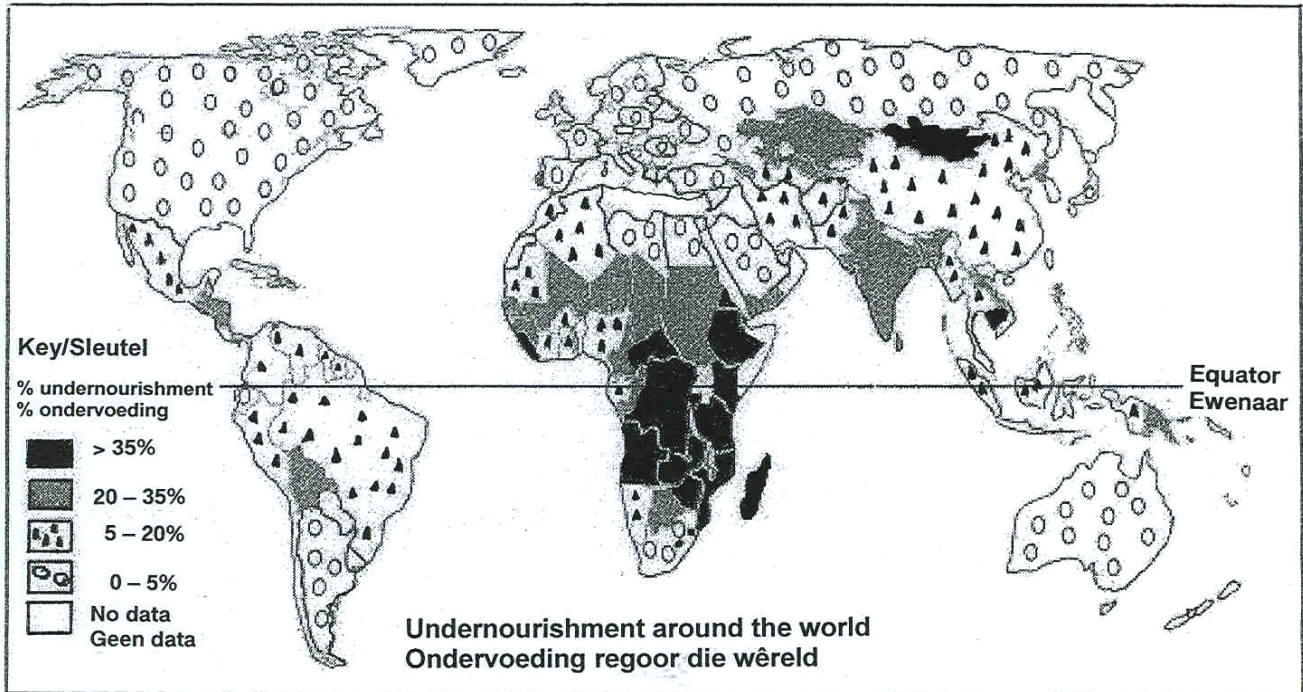 Key/Sleutel
% undernourishment
% ondervoeding
> 35%
20 – 35%
5 – 20%
0 – 5%
No data
Geen data
Equator
Ewenaar
Undernourishment around the world
Ondervoeding regoor die wêreld